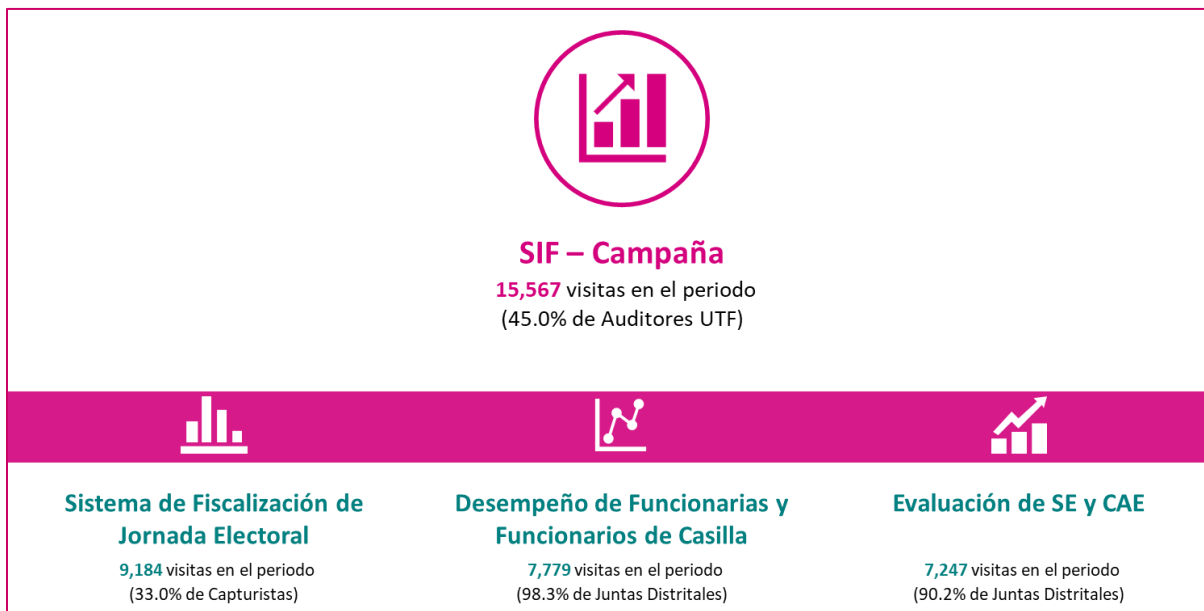 SIF – Campaña
15,567 visitas en el periodo
(45.0% de Auditores UTF)
Sistema de Fiscalización de
Jornada Electoral
9,184 visitas en el periodo
(33.0% de Capturistas)
Desempeño de Funcionarias y
Funcionarios de Casilla
7,779 visitas en el periodo
(98.3% de Juntas Distritales)
Evaluación de SE y CAE
7,247 visitas en el periodo
(90.2% de Juntas Distritales)